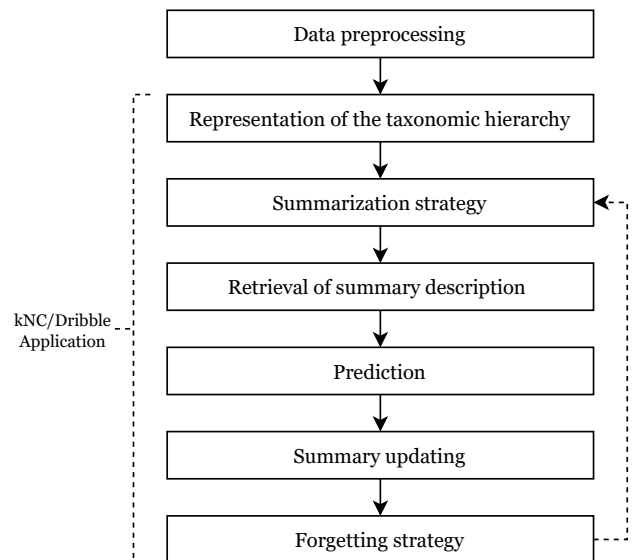 Data preprocessing
Representation of the taxonomic hierarchy
Summarization strategy
Retrieval of summary description
kNC/Dribble
Application
Prediction
Summary updating
Forgetting strategy